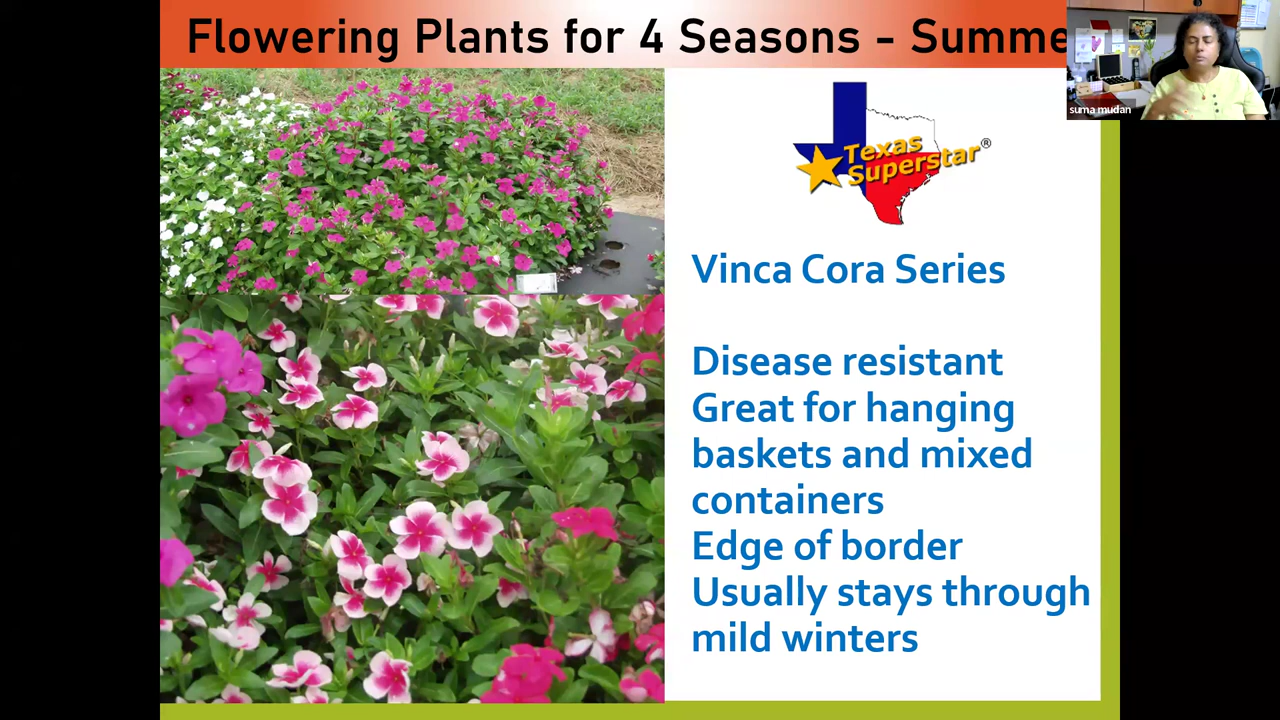 Flowering Plants for 4 Seasons - Summe
suma mudan
Texas
Superstar®
Vinca Cora Series
Disease resistant
Great for hanging
baskets and mixed
containers
Edge of border
Usually stays through
mild winters